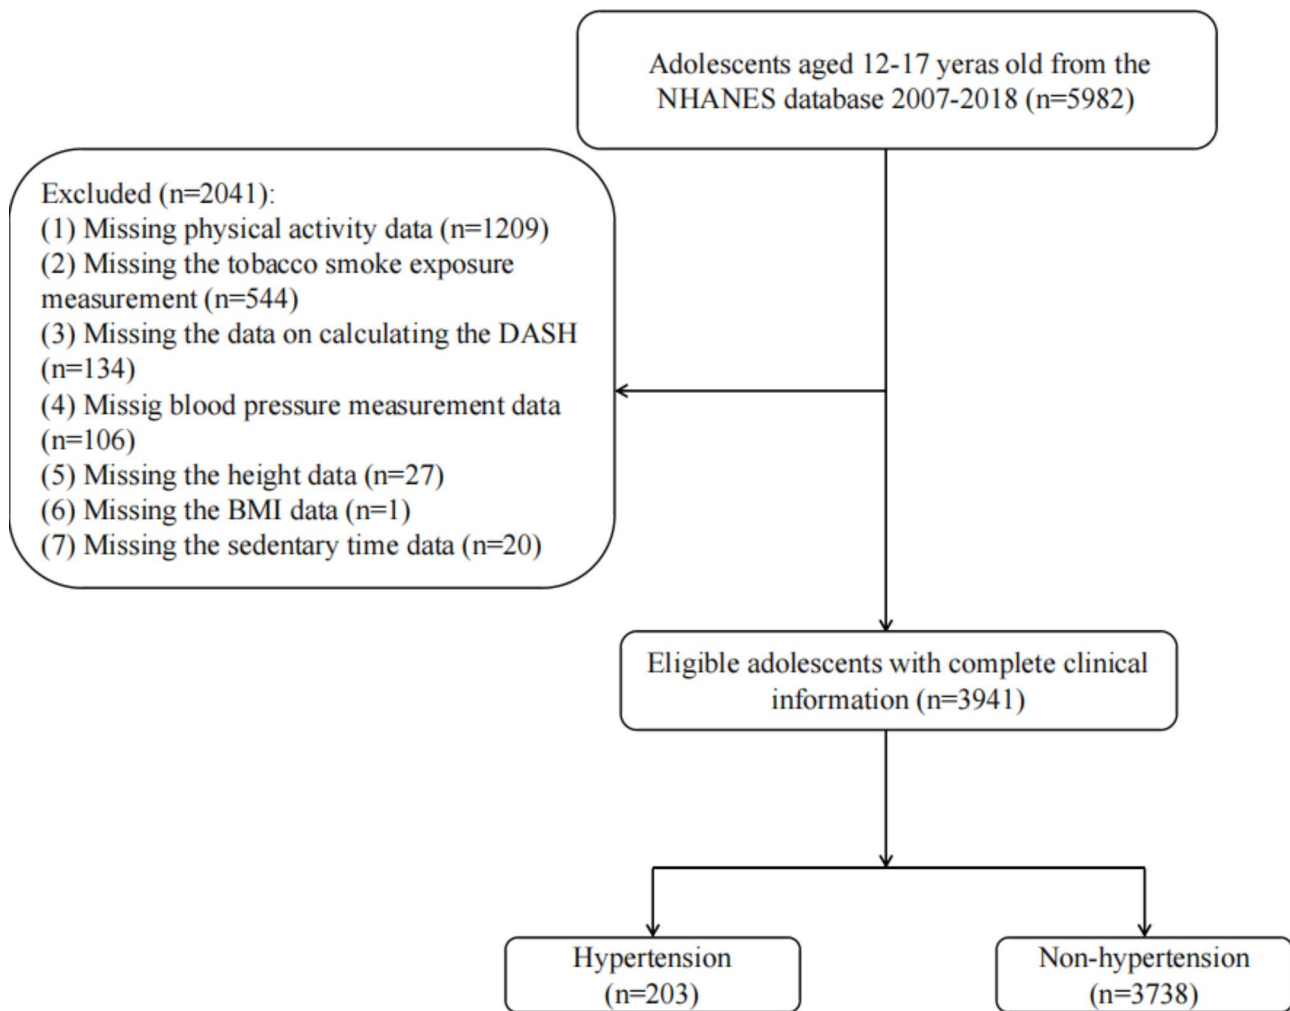 Adolescents aged 12-17 yeras old from the
NHANES database 2007-2018 (n=5982)
Excluded (n=2041):
(1) Missing physical activity data (n=1209)
(2) Missing the tobacco smoke exposure
measurement (n=544)
(3) Missing the data on calculating the DASH
(n=134)
(4) Missig blood pressure measurement data
(n=106)
(5) Missing the height data (n=27)
(6) Missing the BMI data (n=1)
(7) Missing the sedentary time data (n=20)
Eligible adolescents with complete clinical
information (n=3941)
Hypertension
(n=203)
Non-hypertension
(n=3738)